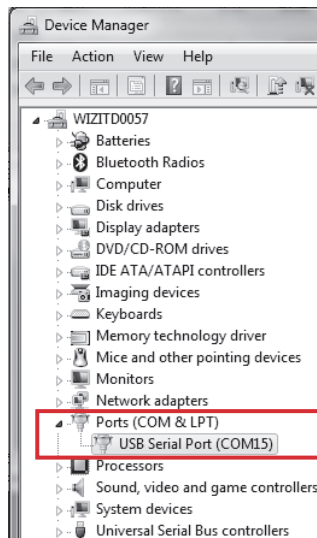 Device Manager
File Action View Help
WIZITD0057
Batteries
Bluetooth Radios
Computer
Disk drives
Display adapters
DVD/CD-ROM drives
IDE ATA/ATAPI controllers
Imaging devices
Keyboards
Memory technology driver
Mice and other pointing devices
Monitors
Network adapters
Ports (COM & LPT)
USB Serial Port (COM15)
Processors
Sound, video and game controllers
System devices
Universal Serial Bus controllers